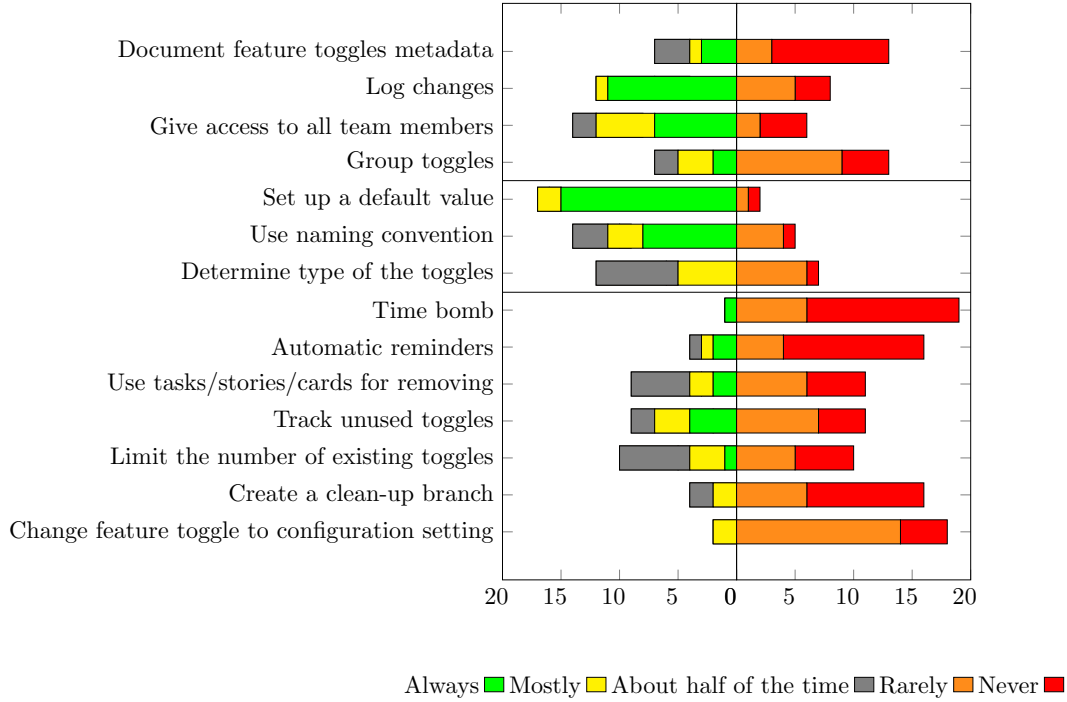 Document feature toggles metadata
Log changes
Give access to all team members
Group toggles
Set up a default value
Use naming convention
Determine type of the toggles
Time bomb
Automatic reminders
Use tasks/stories/cards for removing
Track unused toggles
Limit the number of existing toggles
Create a clean-up branch
Change feature toggle to configuration setting
20 15 10 5 0 5 10 15 20
Always Mostly About half of the time Rarely Never